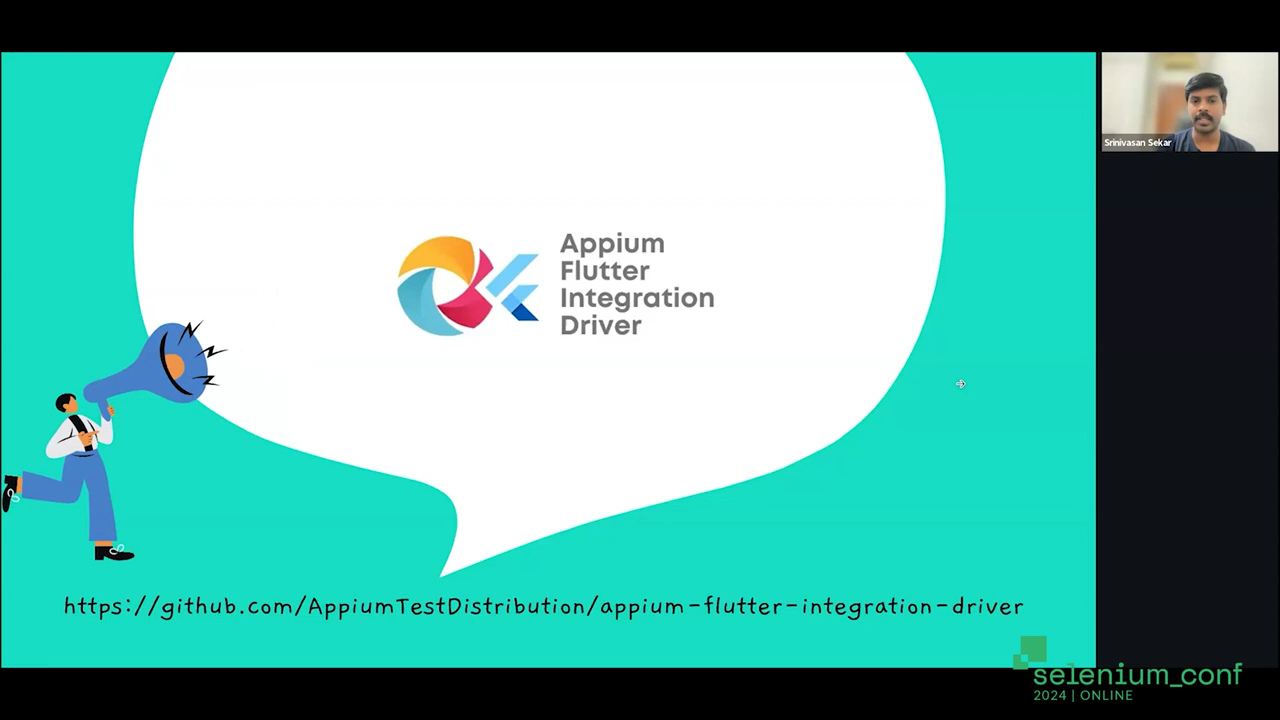 Appium
Flutter
Integration
Driver
Srinivasan Sekar
https://github.com/AppiumTestDistribution/appium-flutter-integration-driver
selenium_conf
2024 | ONLINE